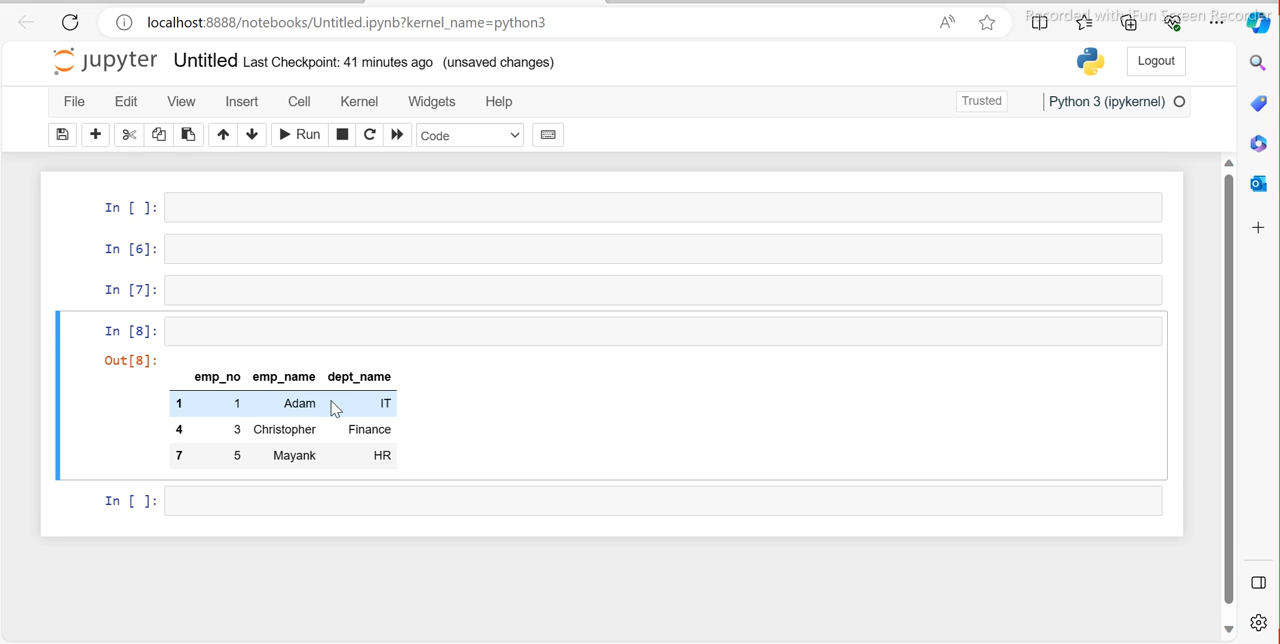 localhost:8888/notebooks/Untitled.ipynb?kernel_name=python3
Recorded with iFun Screen Recorder
jupyter Untitled Last Checkpoint: 41 minutes ago (unsaved changes)
Logout
File Edit View Insert Cell Kernel Widgets Help
Trusted
Python 3 (ipykernel)
Run
Code
In [ ]:
In [6]:
In [7]:
In [8]:
Out[8]:
emp_no emp_name dept_name
1 1 Adam IT
4 3 Christopher Finance
7 5 Mayank HR
In [ ]: